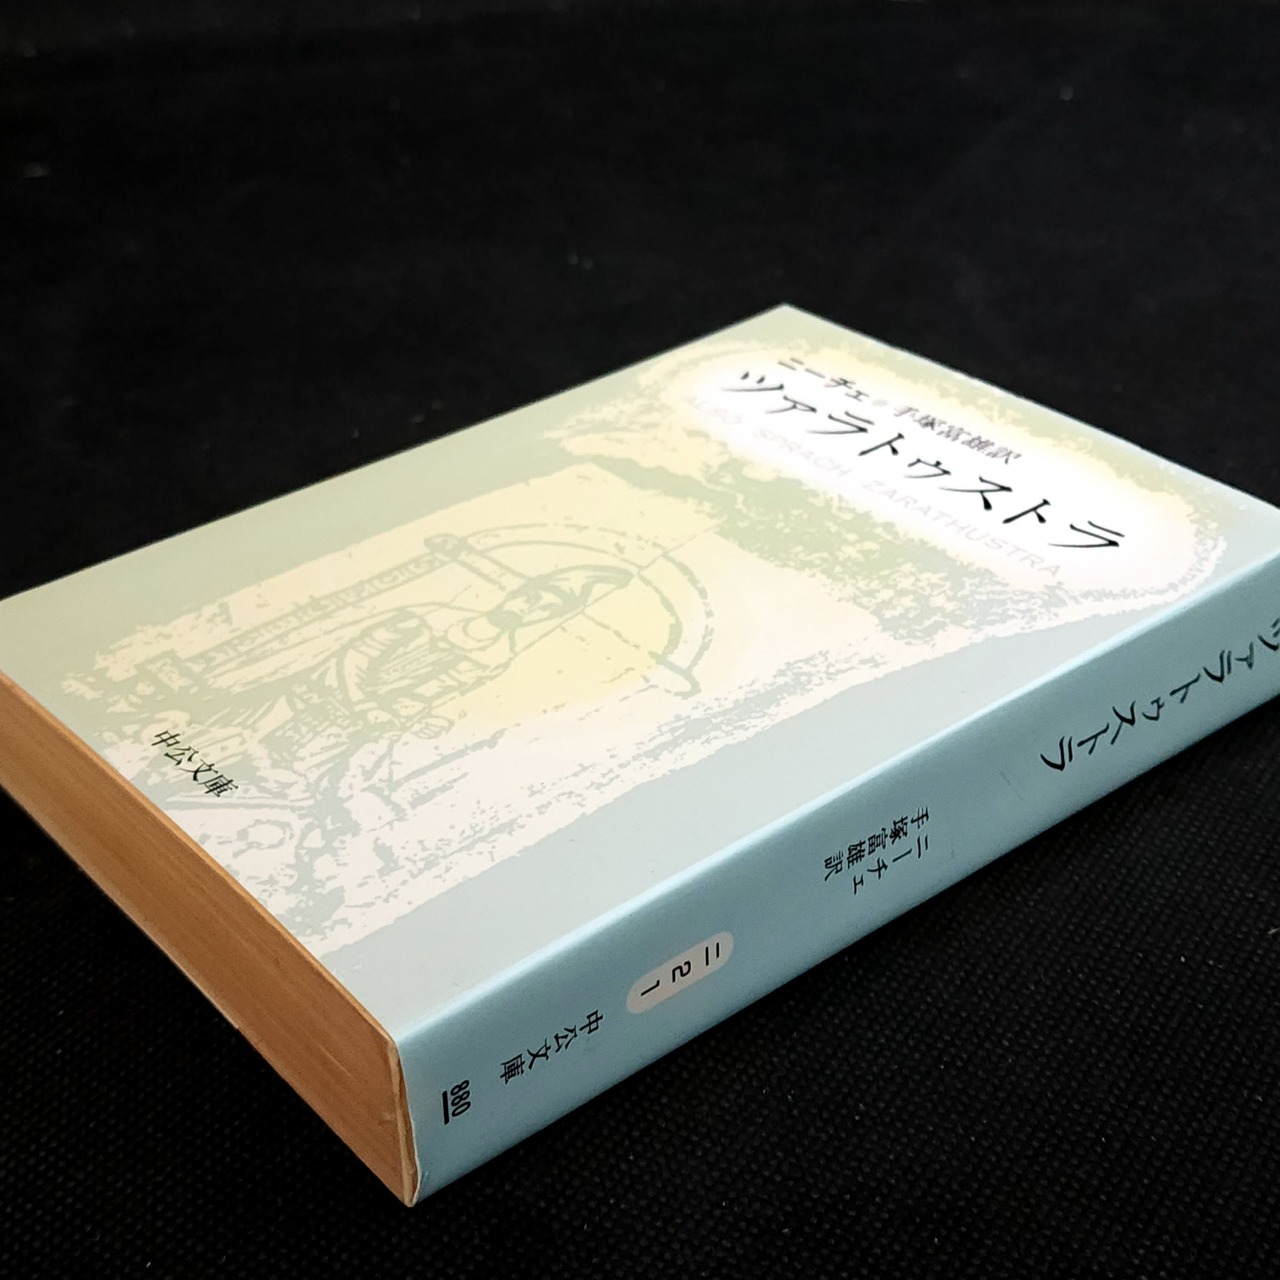 ニーチェ 手塚富雄訳
ツァラトゥストラ
ALSO SPRACH ZARATHUSTRA
中公文庫
ツァラトゥストラ
ニーチェ
手塚富雄訳
ニ21
中公文庫
880